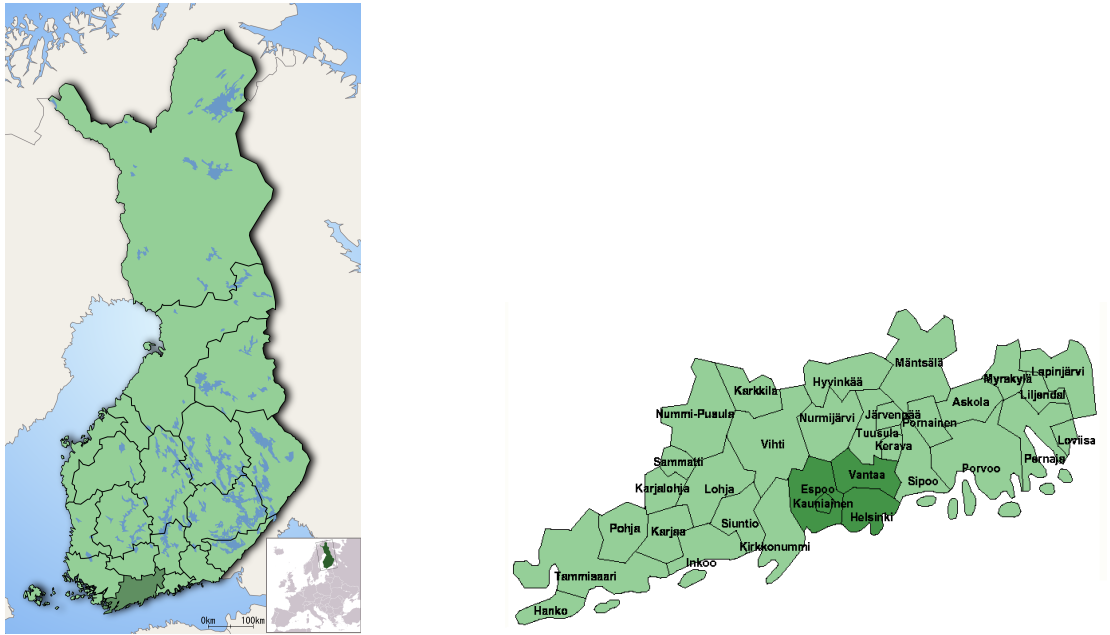 0km 100km
Mäntsälä
Myrskylä
Lapinjärvi
Hyvinkää
Karkkila
Liljendal
Askola
Nummi-Pusula
Nurmijärvi
Järvenpää
Pornainen
Tuusula
Vihti
Kerava
Loviisa
Sammatti
Pernaja
Vantaa
Porvoo
Karjalohja
Lohja
Espoo
Sipoo
Kauniainen
Helsinki
Siuntio
Pohja
Karjaa
Kirkkonummi
Inkoo
Tammisaari
Hanko